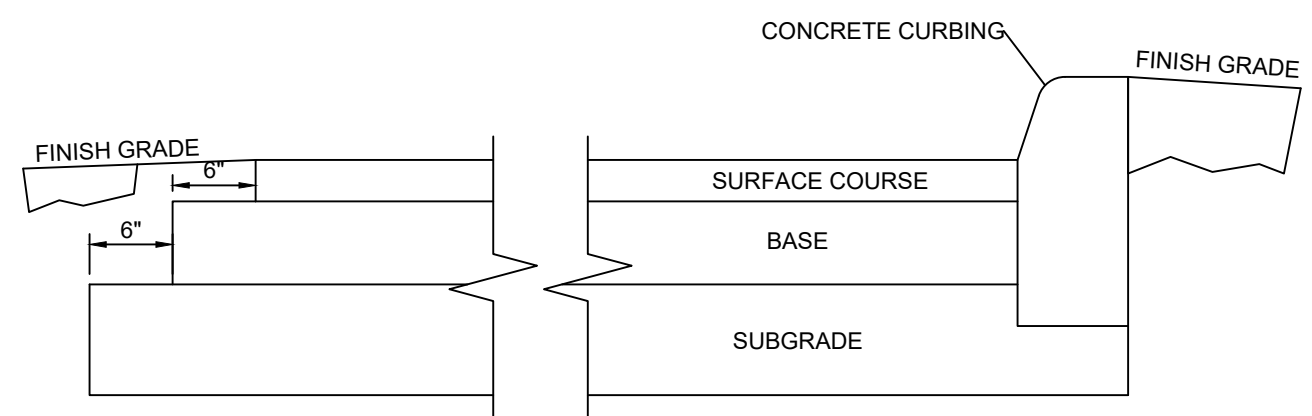 CONCRETE CURBING
FINISH GRADE
FINISH GRADE
6"
SURFACE COURSE
6"
BASE
SUBGRADE